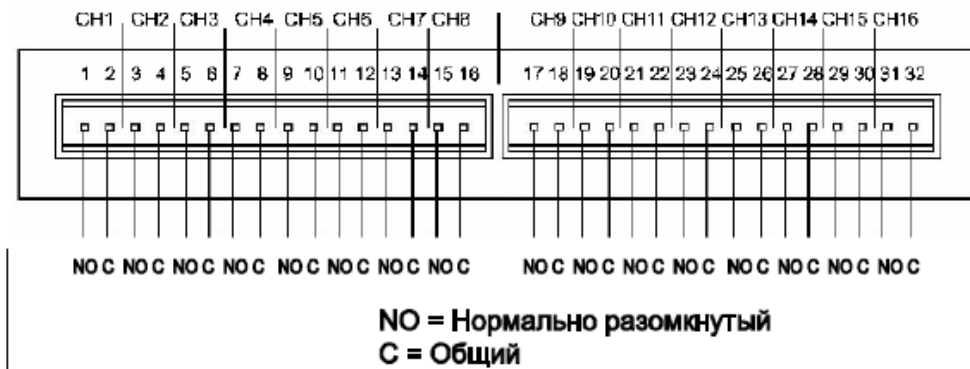 CH1 CH2 CH3 CH4 CH5 CH6 CH7 CH8 CH9 CH10 CH11 CH12 CH13 CH14 CH15 CH16
1 2 3 4 5 6 7 8 9 10 11 12 13 14 15 16 17 18 19 20 21 22 23 24 25 26 27 28 29 30 31 32
NO C NO C NO C NO C NO C NO C NO C NO C NO C NO C NO C NO C NO C NO C NO C NO C
NO = Нормально разомкнутый
C = Общий